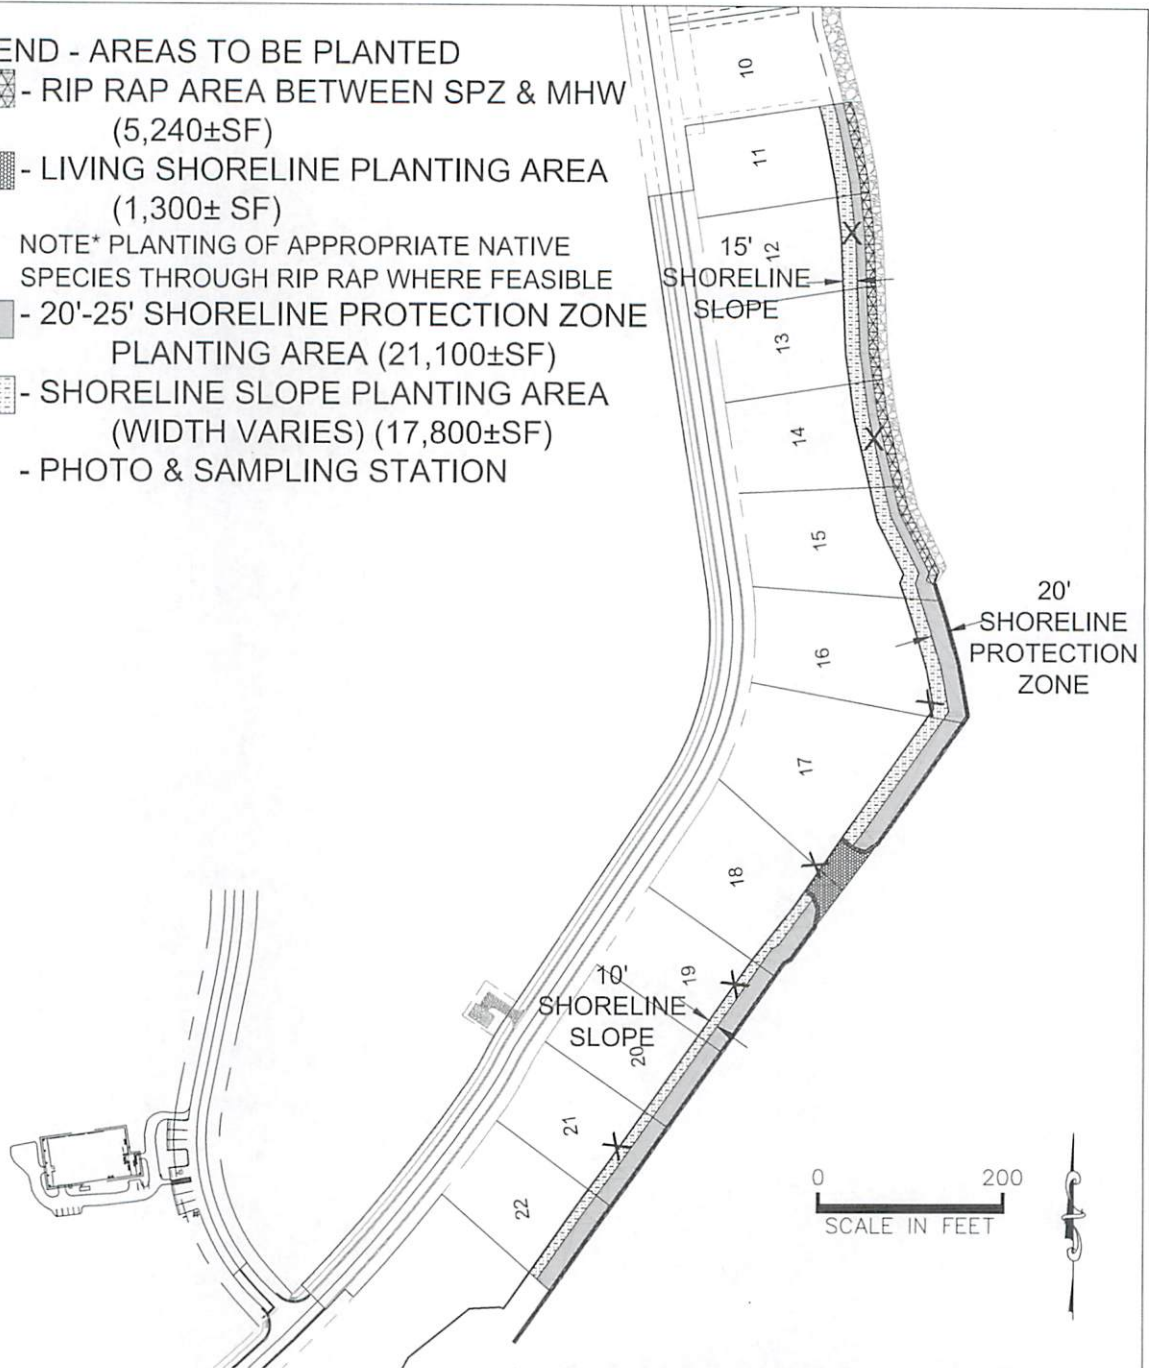 END - AREAS TO BE PLANTED
- RIP RAP AREA BETWEEN SPZ & MHW
(5,240±SF)
- LIVING SHORELINE PLANTING AREA
(1,300± SF)
NOTE* PLANTING OF APPROPRIATE NATIVE
SPECIES THROUGH RIP RAP WHERE FEASIBLE
- 20'-25' SHORELINE PROTECTION ZONE
PLANTING AREA (21,100±SF)
- SHORELINE SLOPE PLANTING AREA
(WIDTH VARIES) (17,800±SF)
- PHOTO & SAMPLING STATION
10
11
12
15'
SHORELINE
SLOPE
13
14
15
16
20'
SHORELINE
PROTECTION
ZONE
17
18
19
10'
SHORELINE
SLOPE
20
21
22
0 200
SCALE IN FEET